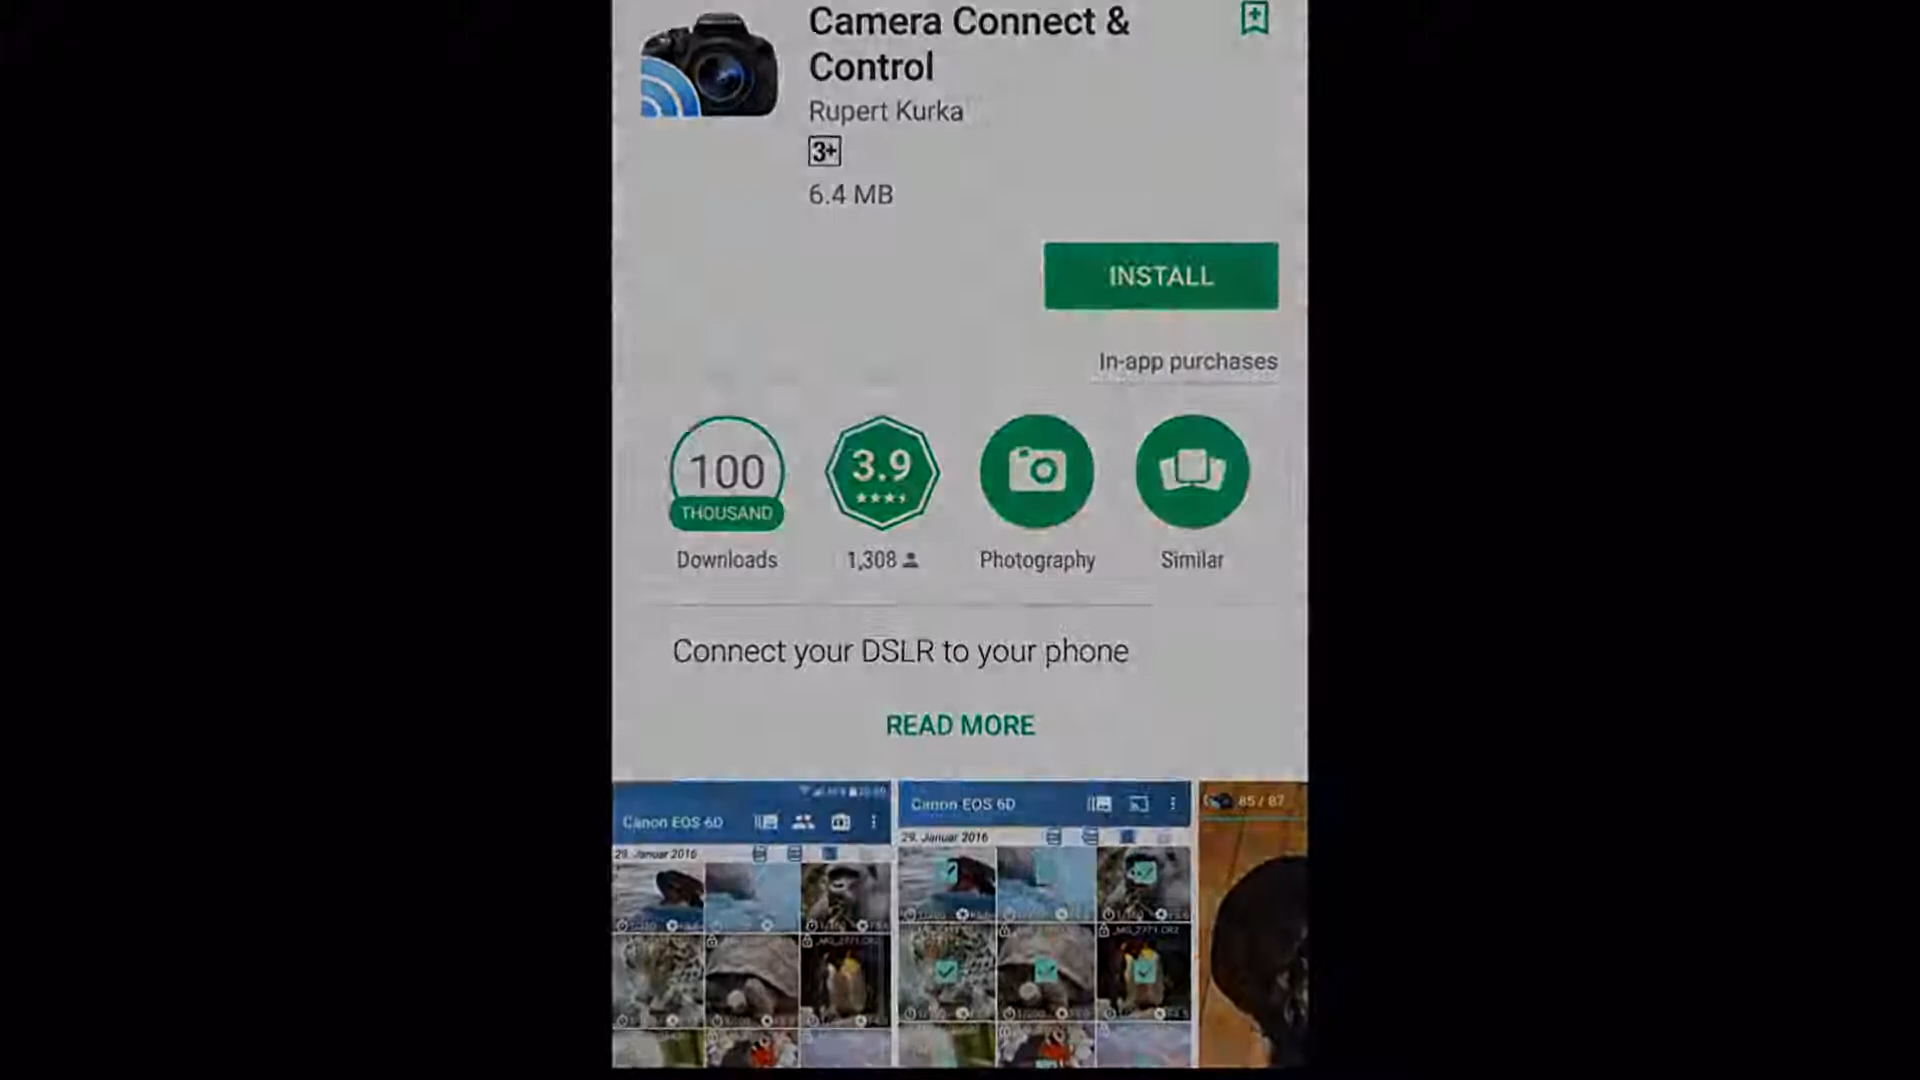 Camera Connect &
Control
Rupert Kurka
3+
6.4 MB
INSTALL
In-app purchases
100
THOUSAND
3.9
Downloads
1,308
Photography
Similar
Connect your DSLR to your phone
READ MORE
Canon EOS 6D
29. Januar 2016
Canon EOS 6D
29. Januar 2016
85 / 87